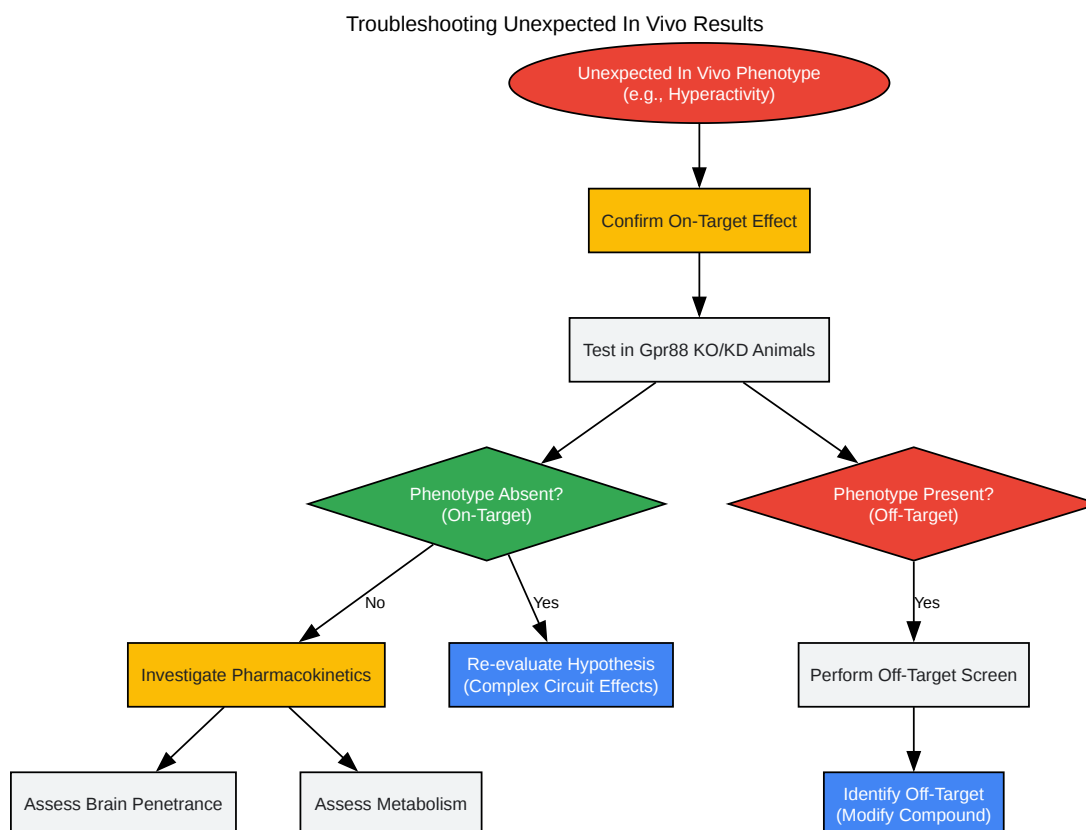 Troubleshooting Unexpected In Vivo Results
Unexpected In Vivo Phenotype
(e.g., Hyperactivity)
Confirm On-Target Effect
Test in Gpr88 KO/KD Animals
Phenotype Absent?
(On-Target)
Phenotype Present?
(Off-Target)
No
Yes
Yes
Investigate Pharmacokinetics
Re-evaluate Hypothesis
(Complex Circuit Effects)
Perform Off-Target Screen
Assess Brain Penetrance
Assess Metabolism
Identify Off-Target
(Modify Compound)